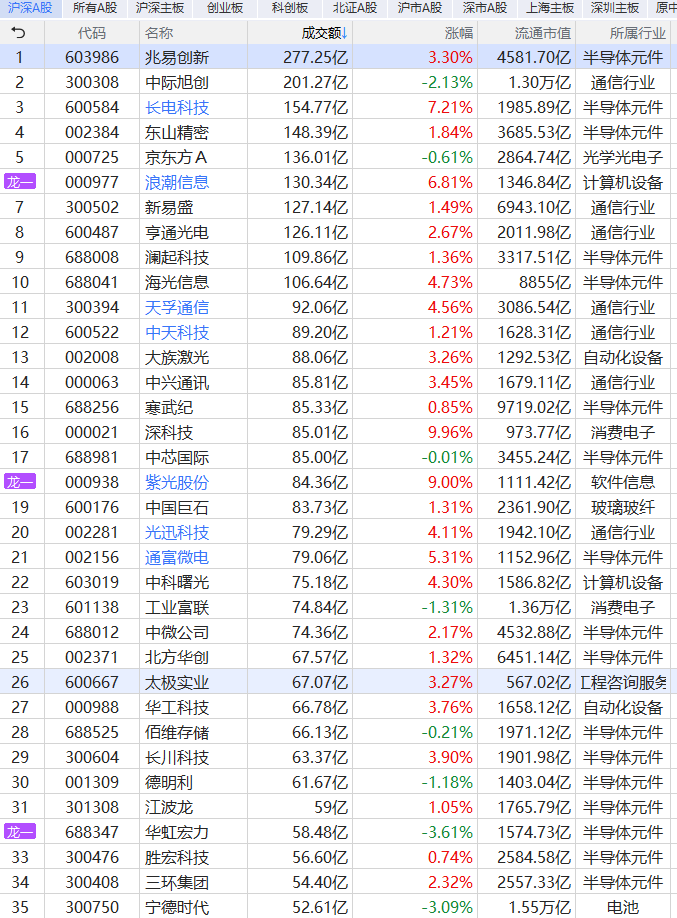 沪深A股 所有A股 沪深主板 创业板 科创板 北证A股 沪市A股 深市A股 上海主板 深圳主板 原中
代码 名称 成交额↓ 涨幅 流通市值 所属行业
1 603986 兆易创新 277.25亿 3.30% 4581.70亿 半导体元件
2 300308 中际旭创 201.27亿 -2.13% 1.30万亿 通信行业
3 600584 长电科技 154.77亿 7.21% 1985.89亿 半导体元件
4 002384 东山精密 148.39亿 1.84% 3685.53亿 半导体元件
5 000725 京东方Ａ 136.01亿 -0.61% 2864.74亿 光学光电子
龙一 000977 浪潮信息 130.34亿 6.81% 1346.84亿 计算机设备
7 300502 新易盛 127.14亿 1.49% 6943.10亿 通信行业
8 600487 亨通光电 126.11亿 2.67% 2011.98亿 通信行业
9 688008 澜起科技 109.86亿 1.36% 3317.51亿 半导体元件
10 688041 海光信息 106.64亿 4.73% 8855亿 半导体元件
11 300394 天孚通信 92.06亿 4.56% 3086.54亿 通信行业
12 600522 中天科技 89.20亿 1.21% 1628.31亿 通信行业
13 002008 大族激光 88.06亿 3.26% 1292.53亿 自动化设备
14 000063 中兴通讯 85.81亿 3.45% 1679.11亿 通信行业
15 688256 寒武纪 85.33亿 0.85% 9719.02亿 半导体元件
16 000021 深科技 85.01亿 9.96% 973.77亿 消费电子
17 688981 中芯国际 85.00亿 -0.01% 3455.24亿 半导体元件
龙一 000938 紫光股份 84.36亿 9.00% 1111.42亿 软件信息
19 600176 中国巨石 83.73亿 1.31% 2361.90亿 玻璃玻纤
20 002281 光迅科技 79.29亿 4.11% 1942.10亿 通信行业
21 002156 通富微电 79.06亿 5.31% 1152.96亿 半导体元件
22 603019 中科曙光 75.18亿 4.30% 1586.82亿 计算机设备
23 601138 工业富联 74.84亿 -1.31% 1.36万亿 消费电子
24 688012 中微公司 74.36亿 2.17% 4532.88亿 半导体元件
25 002371 北方华创 67.57亿 1.32% 6451.14亿 半导体元件
26 600667 太极实业 67.07亿 3.27% 567.02亿 工程咨询服务
27 000988 华工科技 66.78亿 3.76% 1658.12亿 自动化设备
28 688525 佰维存储 66.13亿 -0.21% 1971.12亿 半导体元件
29 300604 长川科技 63.37亿 3.90% 1901.98亿 半导体元件
30 001309 德明利 61.67亿 -1.18% 1403.04亿 半导体元件
31 301308 江波龙 59亿 1.05% 1765.79亿 半导体元件
龙一 688347 华虹宏力 58.48亿 -3.61% 1574.73亿 半导体元件
33 300476 胜宏科技 56.60亿 0.74% 2584.58亿 半导体元件
34 300408 三环集团 54.40亿 2.32% 2557.33亿 半导体元件
35 300750 宁德时代 52.61亿 -3.09% 1.55万亿 电池